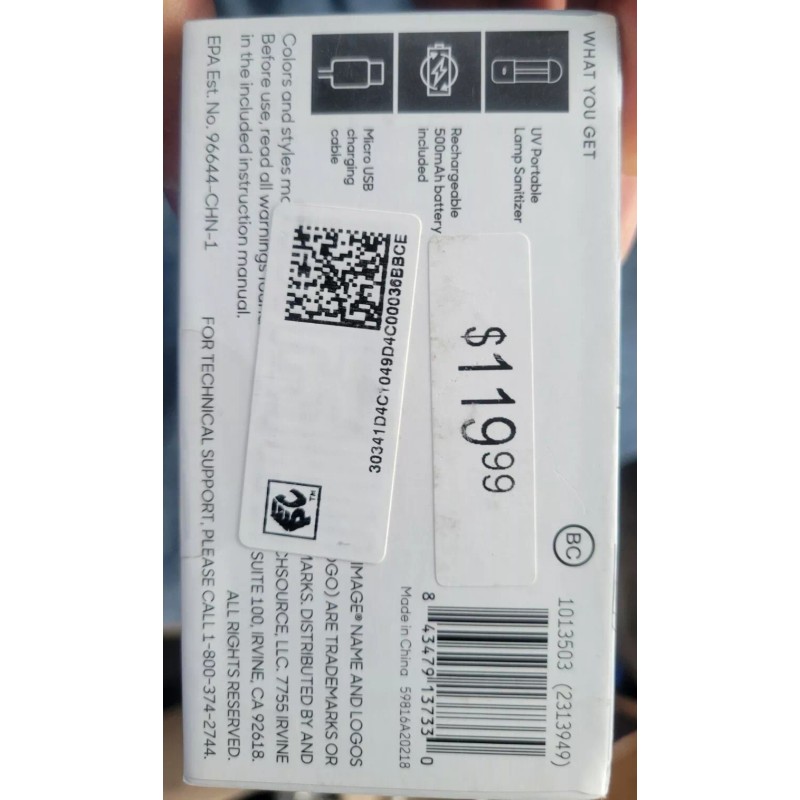 WHAT YOU GET
UV Portable
Lamp Sanitizer
Rechargeable
500mAh battery
included
Micro USB
charging
cable
Colors and styles
Before use, read all warnings
in the included instruction manual.
EPA Est. No. 96644-CHN-1
FOR TECHNICAL SUPPORT, PLEASE CALL 1-800-374-2744.
$119.99
30341D4C1049D4C00036EBBCE
TM
BC
1013503 (2313949)
8 43479 13733 0
Made in China 59816A20218
IMAGE® NAME AND LOGOS
OGO) ARE TRADEMARKS OR
MARKS. DISTRIBUTED BY AND
CHSOURCE, LLC. 7755 IRVINE
SUITE 100, IRVINE, CA 92618.
ALL RIGHTS RESERVED.